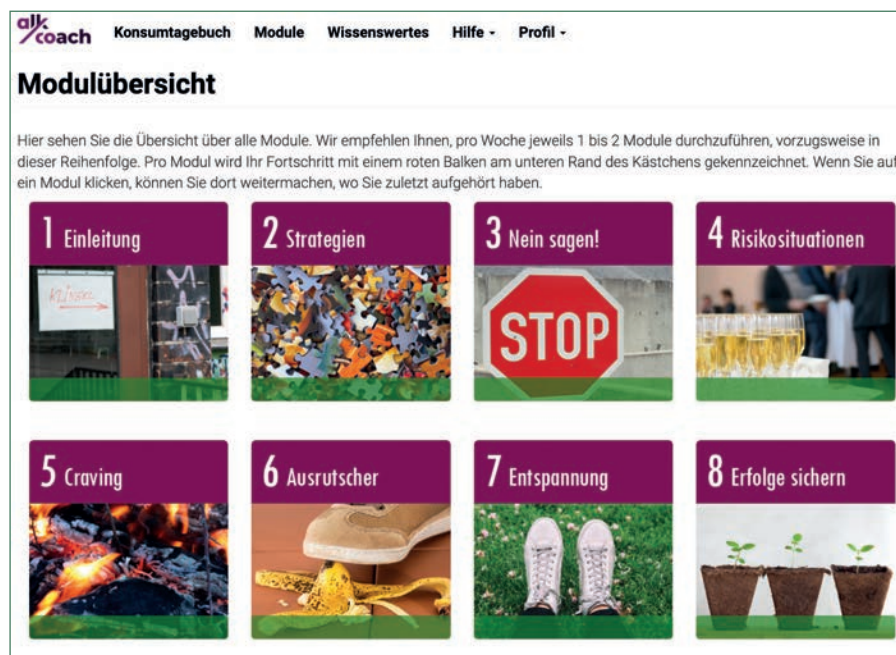 alk coach
Konsumtagebuch Module Wissenswertes Hilfe Profil
Modulübersicht
Hier sehen Sie die Übersicht über alle Module. Wir empfehlen Ihnen, pro Woche jeweils 1 bis 2 Module durchzuführen, vorzugsweise in
dieser Reihenfolge. Pro Modul wird Ihr Fortschritt mit einem roten Balken am unteren Rand des Kästchens gekennzeichnet. Wenn Sie auf
ein Modul klicken, können Sie dort weitermachen, wo Sie zuletzt aufgehört haben.
1 Einleitung
2 Strategien
3 Nein sagen!
4 Risikosituationen
STOP
5 Craving
6 Ausrutscher
7 Entspannung
8 Erfolge sichern